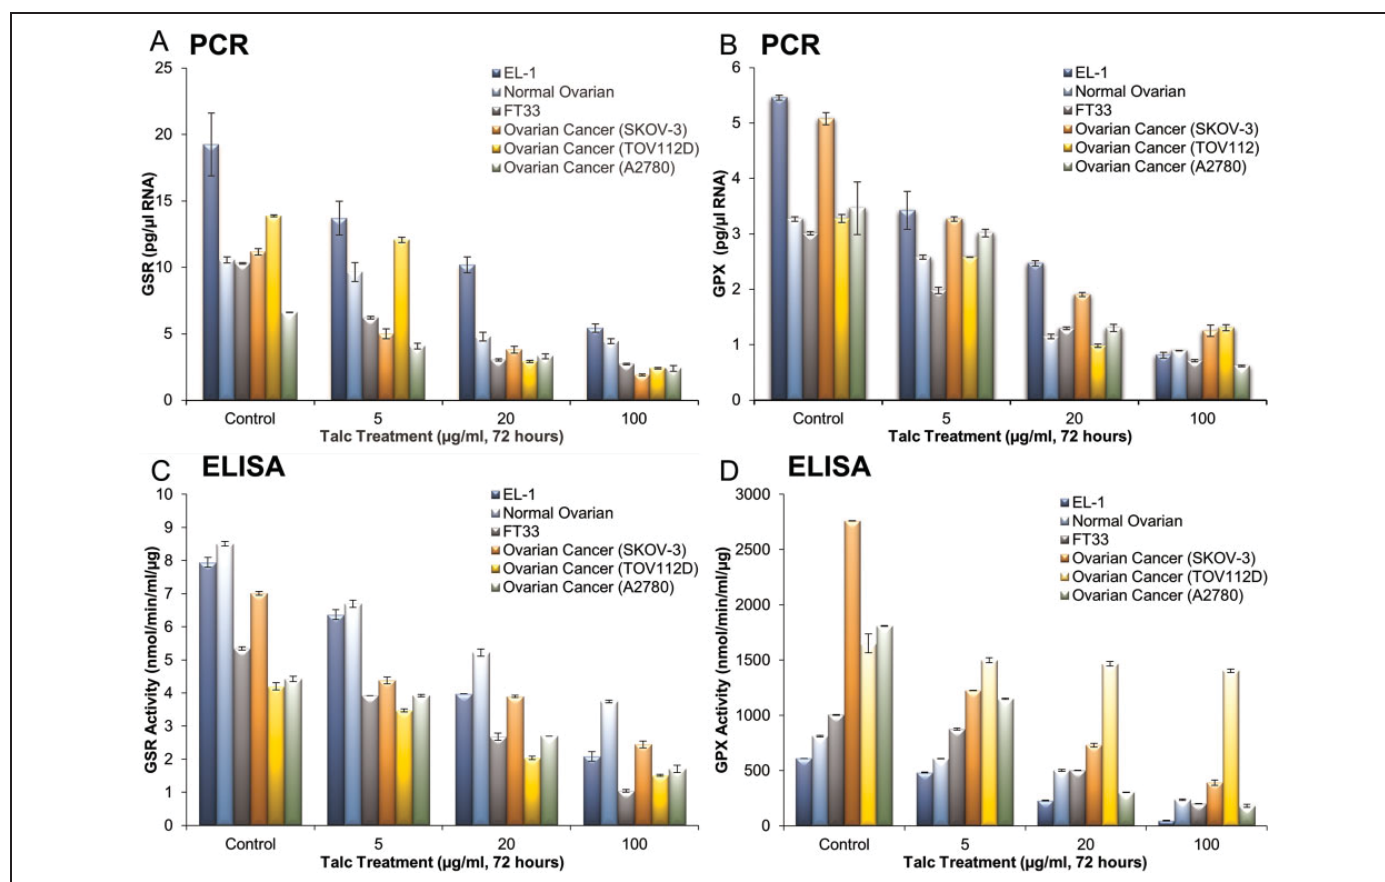 A PCR
25
20
15
10
5
0
GSR (pg/µl RNA)
EL-1
Normal Ovarian
FT33
Ovarian Cancer (SKOV-3)
Ovarian Cancer (TOV112D)
Ovarian Cancer (A2780)
Control 5 20 100
Talc Treatment (µg/ml, 72 hours)
B PCR
6
5
4
3
2
1
0
GPX (pg/µl RNA)
EL-1
Normal Ovarian
FT33
Ovarian Cancer (SKOV-3)
Ovarian Cancer (TOV112)
Ovarian Cancer (A2780)
Control 5 20 100
Talc Treatment (µg/ml, 72 hours)
C ELISA
10
9
8
7
6
5
4
3
2
1
0
GSR Activity (nmol/min/ml/µg)
EL-1
Normal Ovarian
FT33
Ovarian Cancer (SKOV-3)
Ovarian Cancer (TOV112D)
Ovarian Cancer (A2780)
Control 5 20 100
Talc Treatment (µg/ml, 72 hours)
D ELISA
3000
2500
2000
1500
1000
500
0
GPX Activity (nmol/min/ml/µg)
EL-1
Normal Ovarian
FT33
Ovarian Cancer (SKOV-3)
Ovarian Cancer (TOV112D)
Ovarian Cancer (A2780)
Control 5 20 100
Talc Treatment (µg/ml, 72 hours)